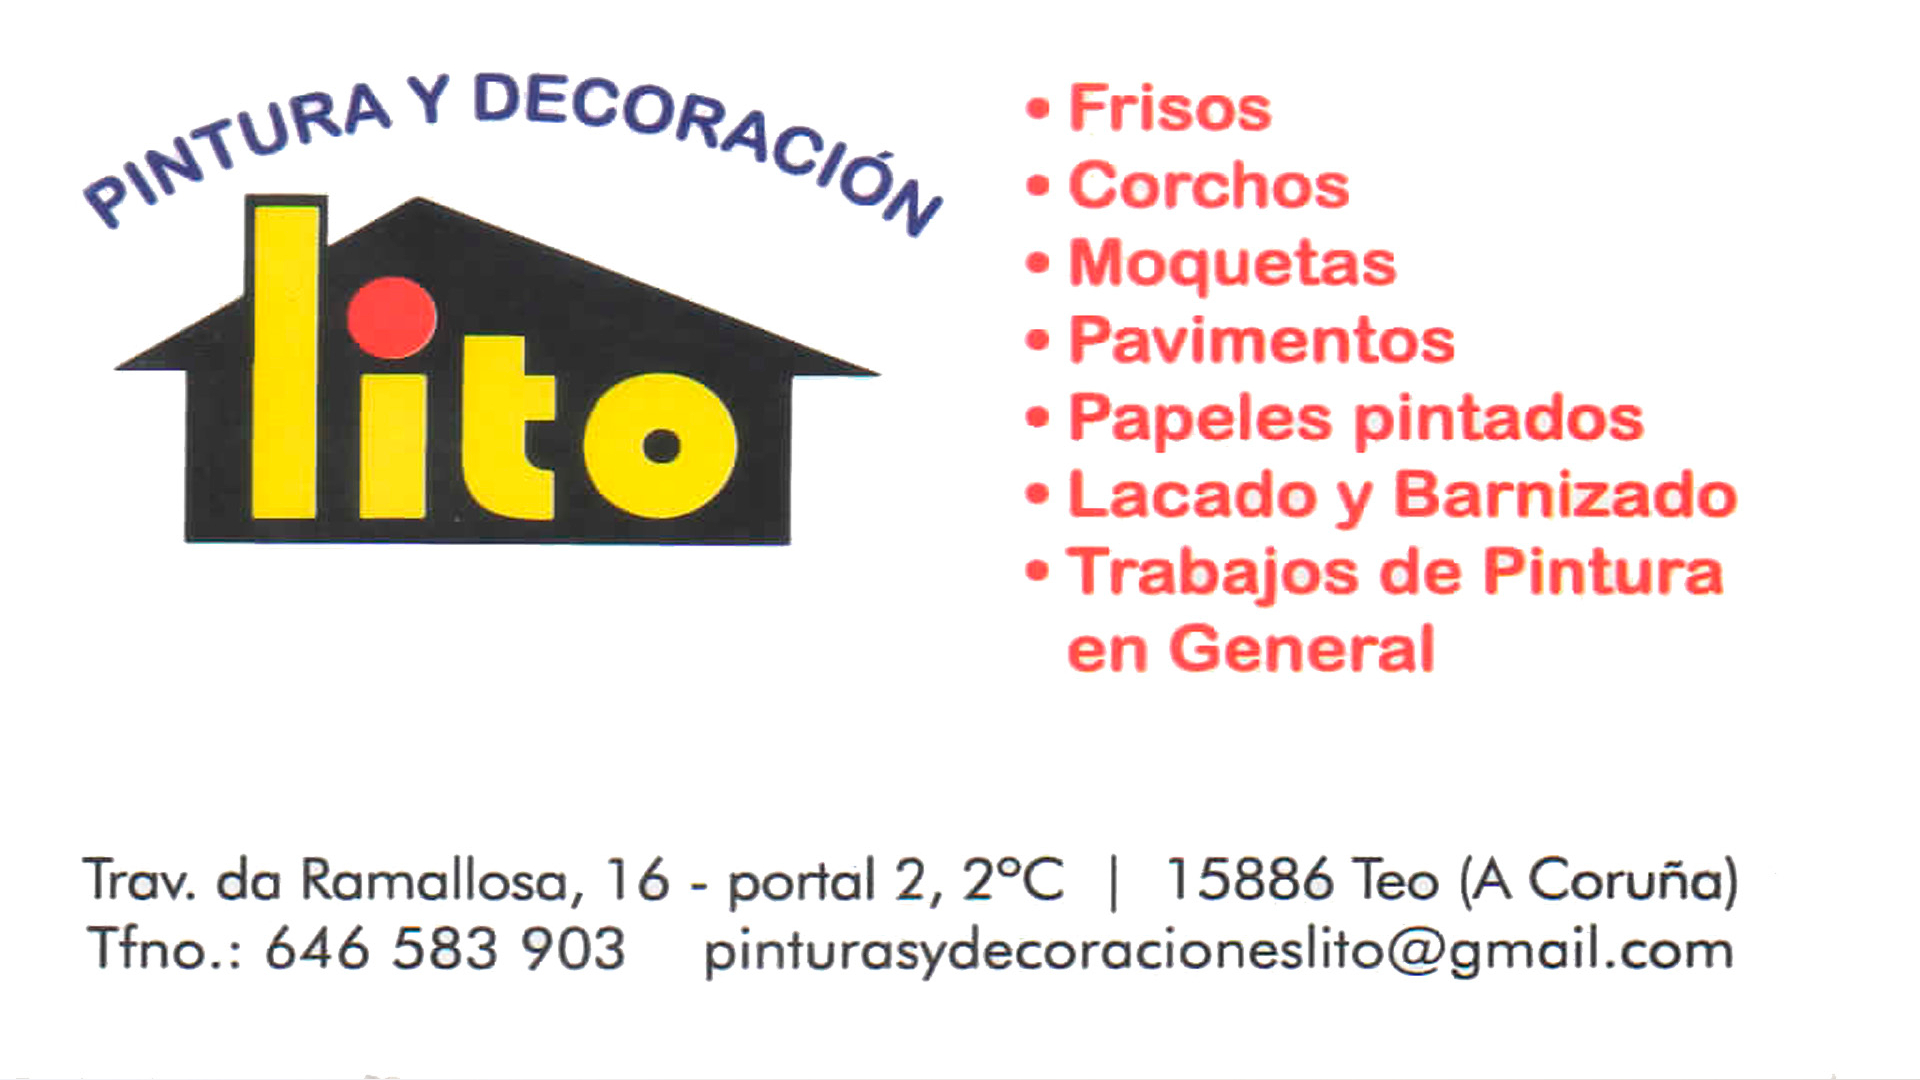 PINTURA Y DECORACIÓN
lito
• Frisos
• Corchos
• Moquetas
• Pavimentos
• Papeles pintados
• Lacado y Barnizado
• Trabajos de Pintura
en General
Trav. da Ramallosa, 16 - portal 2, 2ºC | 15886 Teo (A Coruña)
Tfno.: 646 583 903 pinturasydecoracioneslito@gmail.com